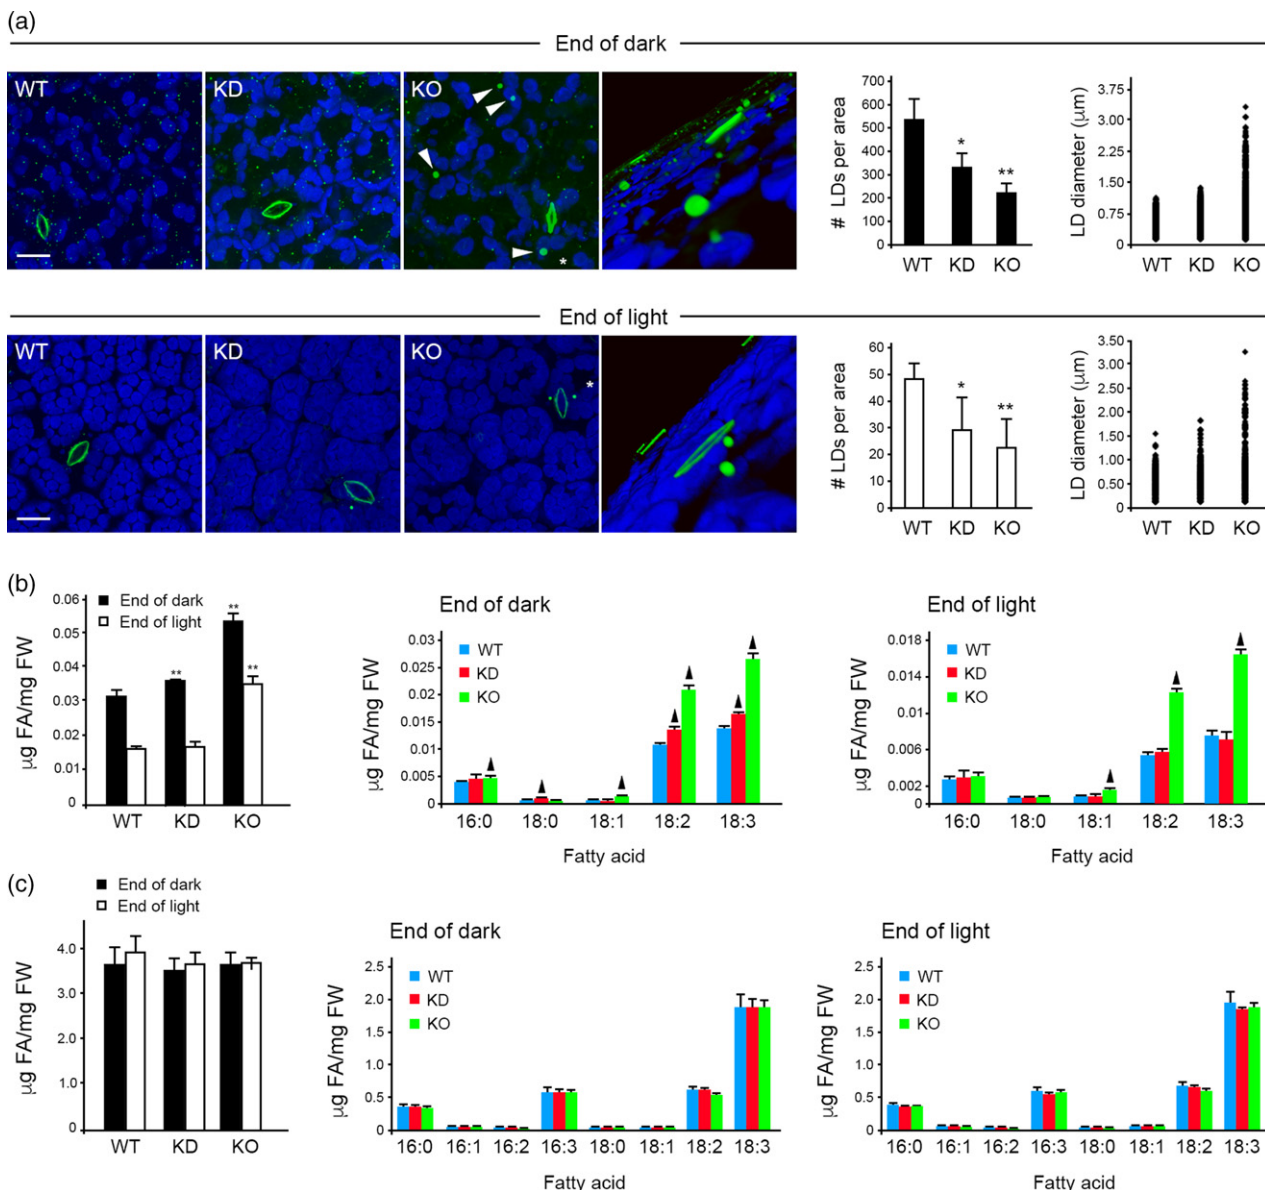 (a)
End of dark
WT
KD
KO
*
# LDs per area
700
600
500
400
300
200
100
0
*
**
WT KD KO
LD diameter (µm)
3.75
3.00
2.25
1.50
0.75
0
WT KD KO
End of light
WT
KD
KO
*
# LDs per area
60
50
40
30
20
10
0
*
**
WT KD KO
LD diameter (µm)
3.50
3.00
2.50
2.00
1.50
1.00
0.50
0
WT KD KO
(b)
µg FA/mg FW
0.06
0.05
0.04
0.03
0.02
0.01
0
End of dark
End of light
**
**
**
WT KD KO
End of dark
µg FA/mg FW
0.03
0.025
0.02
0.015
0.01
0.005
0
WT
KD
KO
16:0 18:0 18:1 18:2 18:3
Fatty acid
End of light
µg FA/mg FW
0.018
0.014
0.01
0.006
0.002
0
WT
KD
KO
16:0 18:0 18:1 18:2 18:3
Fatty acid
(c)
End of dark
End of light
µg FA/mg FW
4.0
3.0
2.0
1.0
0
WT KD KO
End of dark
µg FA/mg FW
2.5
2.0
1.5
1.0
0.5
0
WT
KD
KO
16:0 16:1 16:2 16:3 18:0 18:1 18:2 18:3
Fatty acid
End of light
µg FA/mg FW
2.5
2.0
1.5
1.0
0.5
0
WT
KD
KO
16:0 16:1 16:2 16:3 18:0 18:1 18:2 18:3
Fatty acid